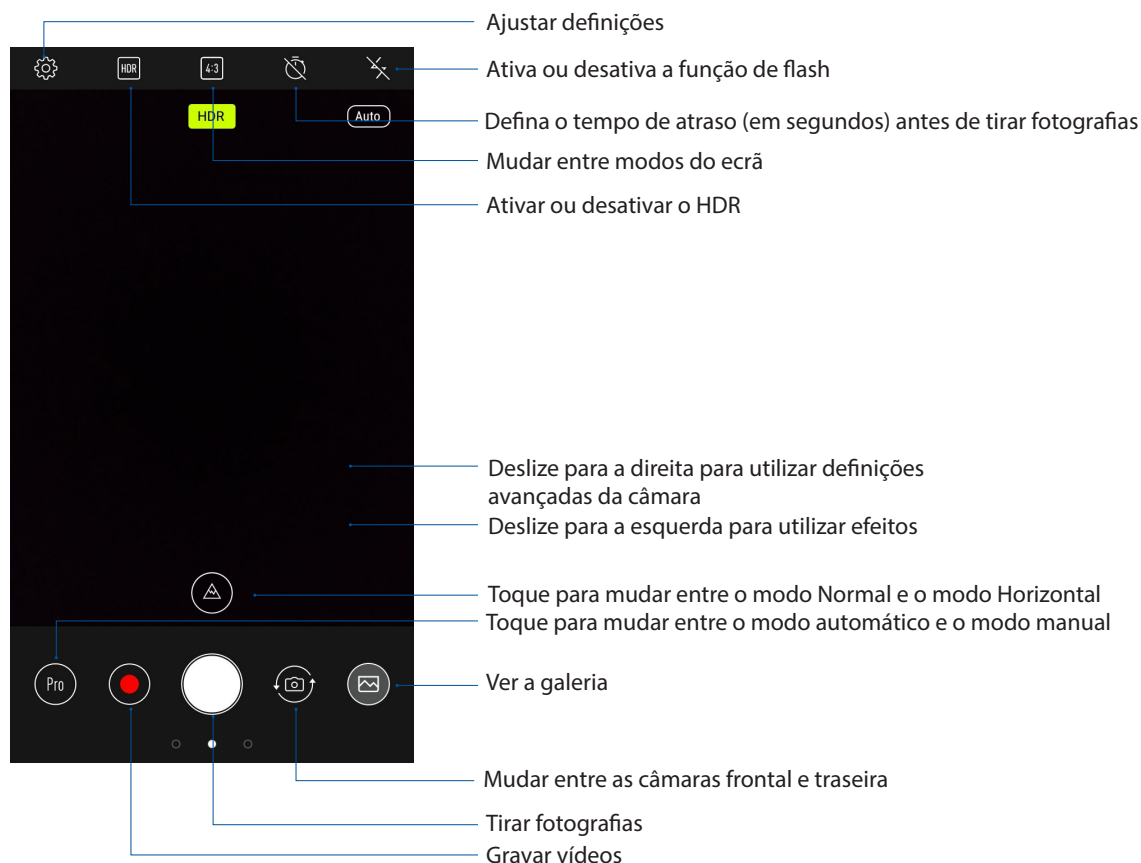 Ajustar definições
HDR
4:3
Ativa ou desativa a função de flash
HDR
Auto
Defina o tempo de atraso (em segundos) antes de tirar fotografias
Mudar entre modos do ecrã
Ativar ou desativar o HDR
Deslize para a direita para utilizar definições
avançadas da câmara
Deslize para a esquerda para utilizar efeitos
Toque para mudar entre o modo Normal e o modo Horizontal
Toque para mudar entre o modo automático e o modo manual
Pro
Ver a galeria
Mudar entre as câmaras frontal e traseira
Tirar fotografias
Gravar vídeos